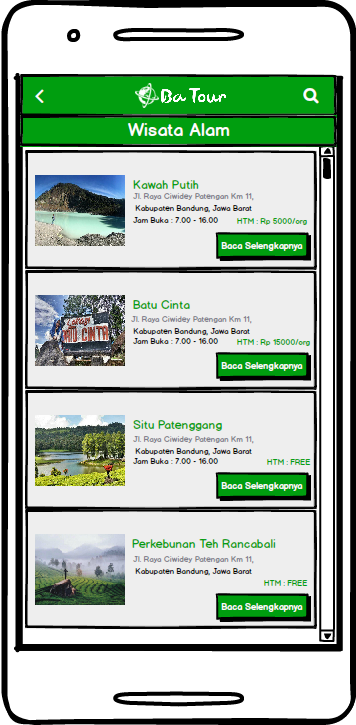 Ba Tour
Wisata Alam
Kawah Putih
Jl. Raya Ciwidey Patengan Km 11,
Kabupaten Bandung, Jawa Barat
Jam Buka : 7.00 - 16.00
HTM : Rp 5000/org
Baca Selengkapnya
Batu Cinta
Jl. Raya Ciwidey Patengan Km 11,
Kabupaten Bandung, Jawa Barat
Jam Buka : 7.00 - 16.00
HTM : Rp 15000/org
Baca Selengkapnya
Situ Patenggang
Jl. Raya Ciwidey Patengan Km 11,
Kabupaten Bandung, Jawa Barat
Jam Buka : 7.00 - 16.00
HTM : FREE
Baca Selengkapnya
Perkebunan Teh Rancabali
Jl. Raya Ciwidey Patengan Km 11,
Kabupaten Bandung, Jawa Barat
HTM : FREE
Baca Selengkapnya